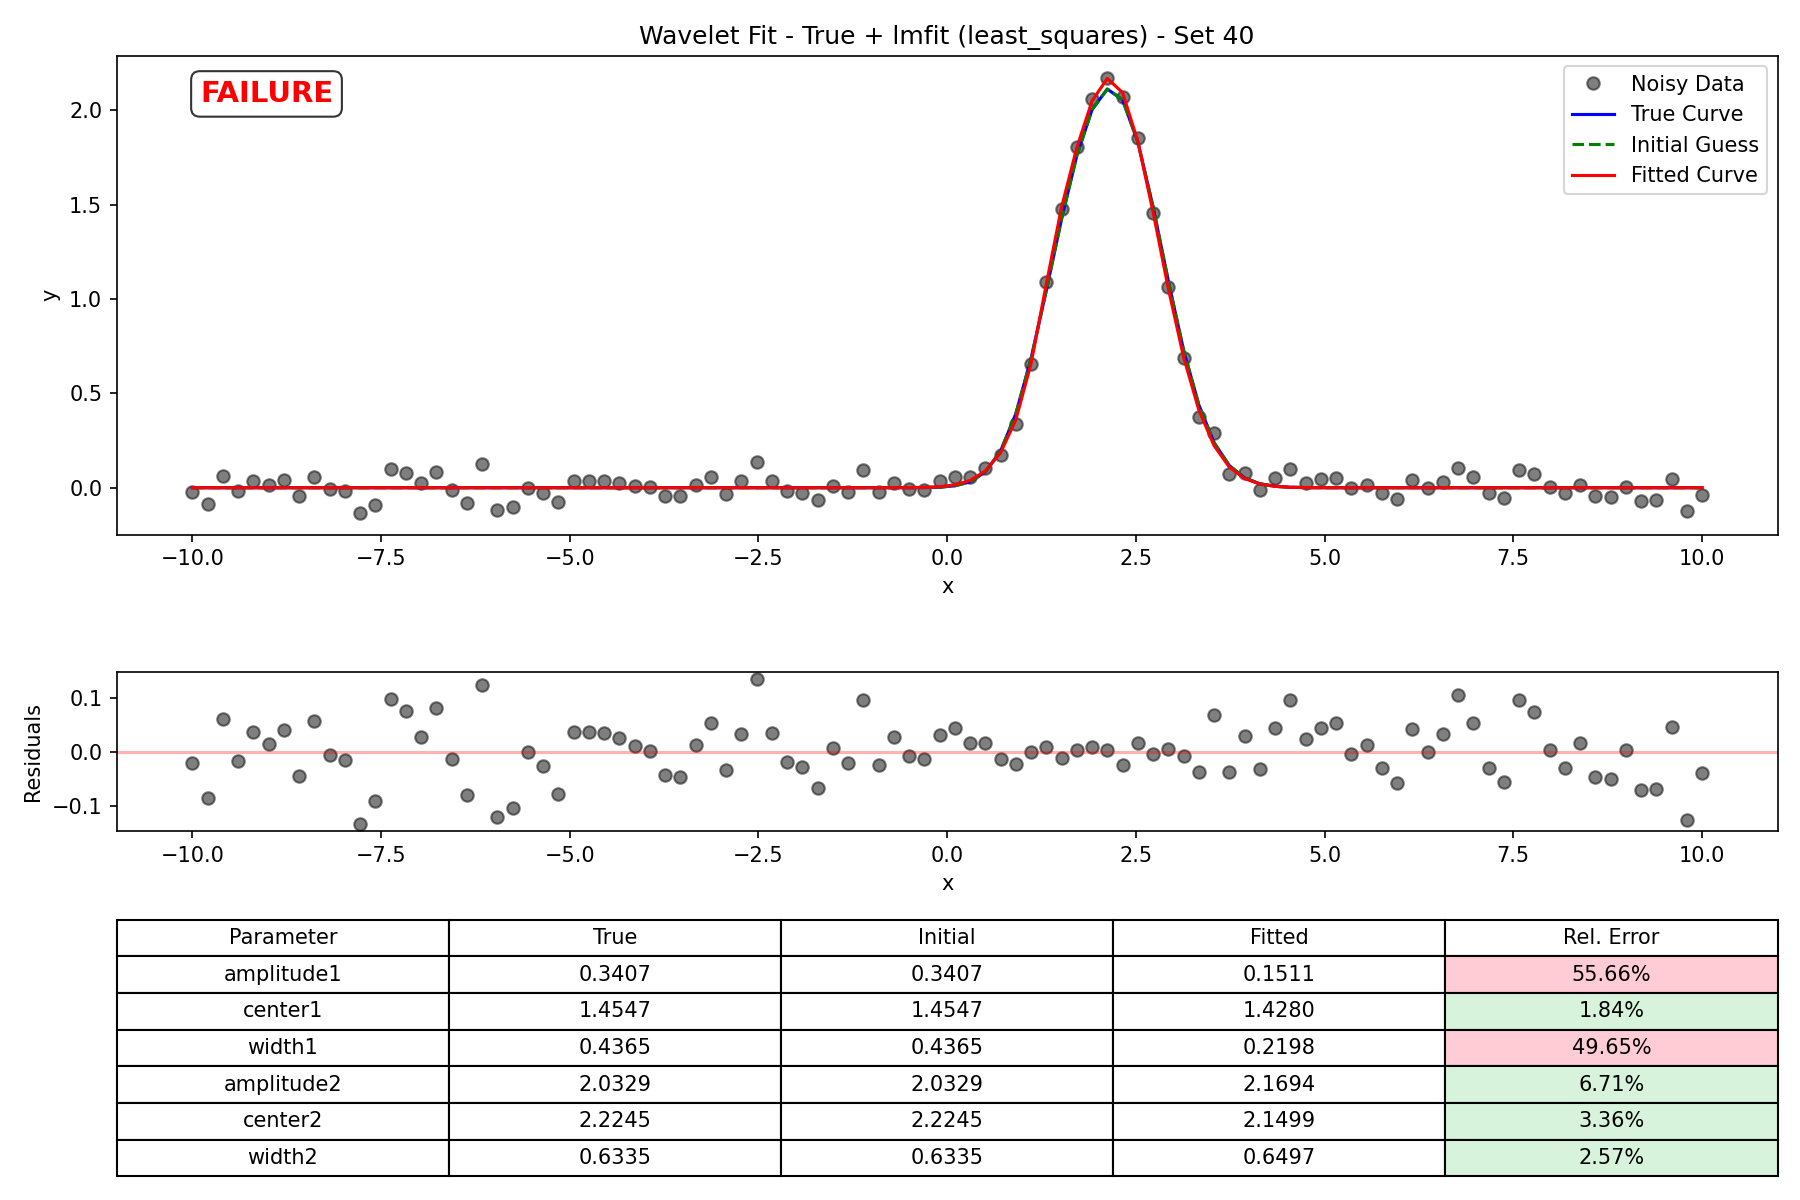 Wavelet Fit - True + lmfit (least_squares) - Set 40
FAILURE
Noisy Data
True Curve
Initial Guess
Fitted Curve
y
2.0
1.5
1.0
0.5
0.0
−10.0 −7.5 −5.0 −2.5 0.0 2.5 5.0 7.5 10.0
x
Residuals
0.1
0.0
−0.1
−10.0 −7.5 −5.0 −2.5 0.0 2.5 5.0 7.5 10.0
x
Parameter True Initial Fitted Rel. Error
amplitude1 0.3407 0.3407 0.1511 55.66%
center1 1.4547 1.4547 1.4280 1.84%
width1 0.4365 0.4365 0.2198 49.65%
amplitude2 2.0329 2.0329 2.1694 6.71%
center2 2.2245 2.2245 2.1499 3.36%
width2 0.6335 0.6335 0.6497 2.57%